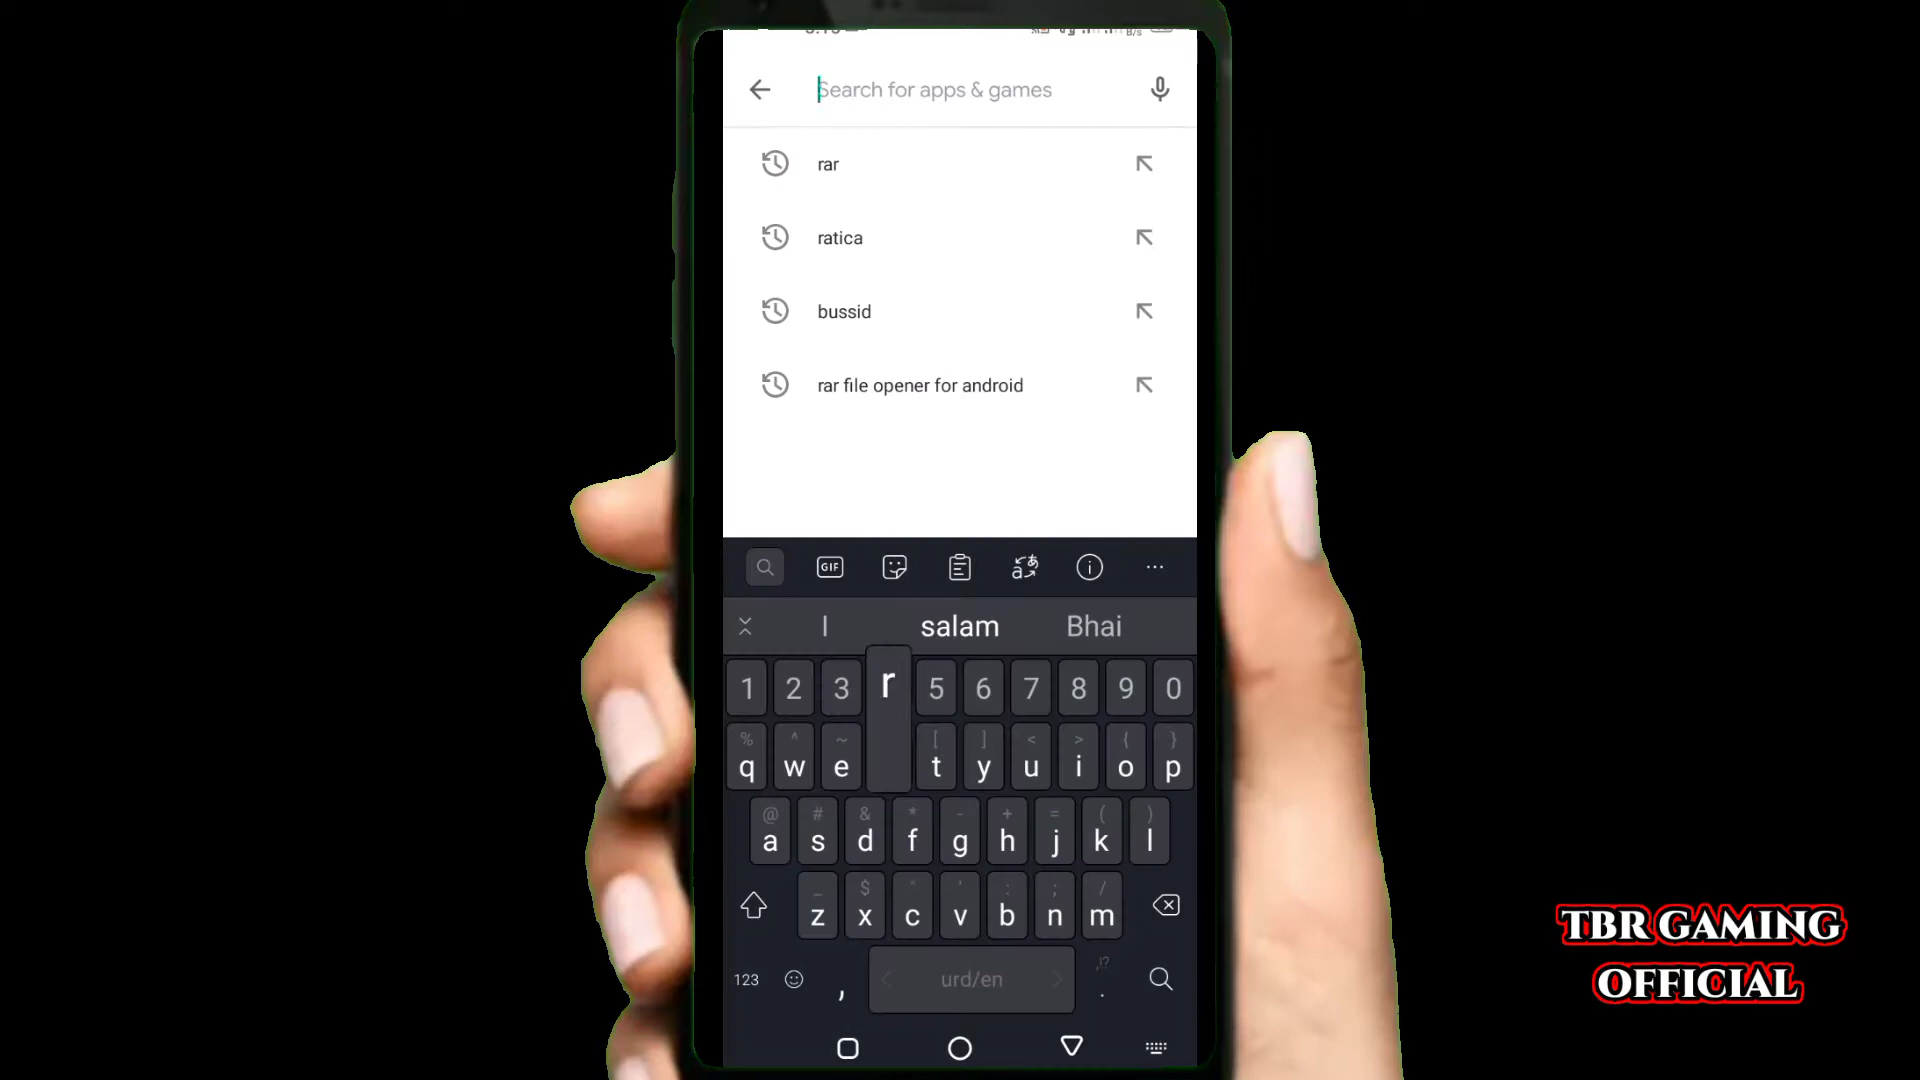 Search for apps & games
rar
ratica
bussid
rar file opener for android
GIF
I salam Bhai
1 2 3 r 5 6 7 8 9 0
% ^ ~ [ ] < > { }
q w e t y u i o p
@ # & * - + = ( )
a s d f g h j k l
_ $ " ' : ; /
z x c v b n m
,!?
123 , urd/en .
TBR GAMING
OFFICIAL